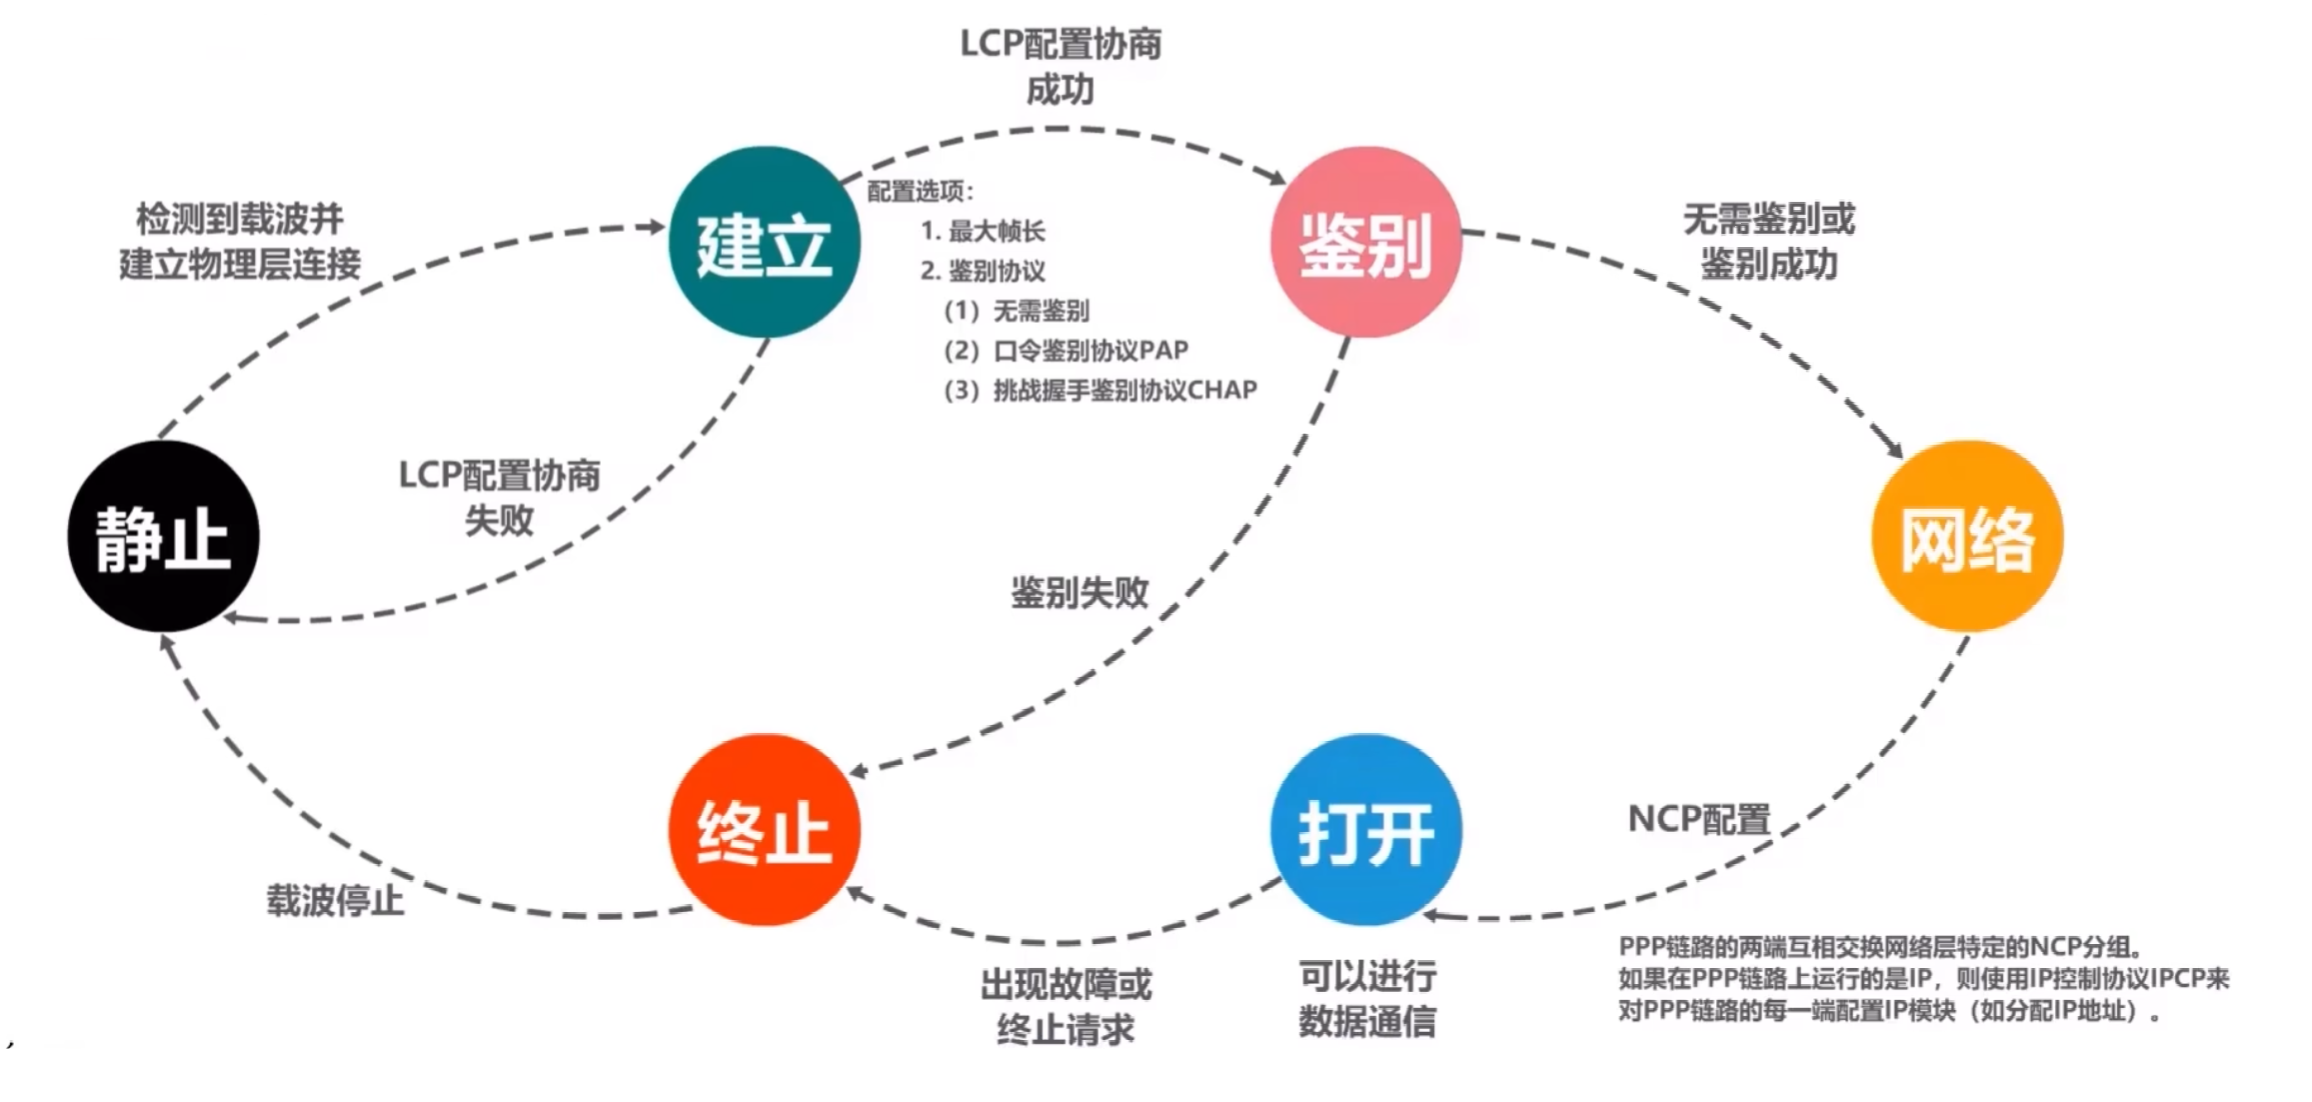 LCP配置协商
成功
检测到载波并
建立物理层连接
建立
配置选项：
1. 最大帧长
2. 鉴别协议
（1）无需鉴别
（2）口令鉴别协议PAP
（3）挑战握手鉴别协议CHAP
鉴别
无需鉴别或
鉴别成功
静止
LCP配置协商
失败
鉴别失败
网络
终止
打开
NCP配置
载波停止
出现故障或
终止请求
可以进行
数据通信
PPP链路的两端互相交换网络层特定的NCP分组。
如果在PPP链路上运行的是IP，则使用IP控制协议IPCP来
对PPP链路的每一端配置IP模块（如分配IP地址）。